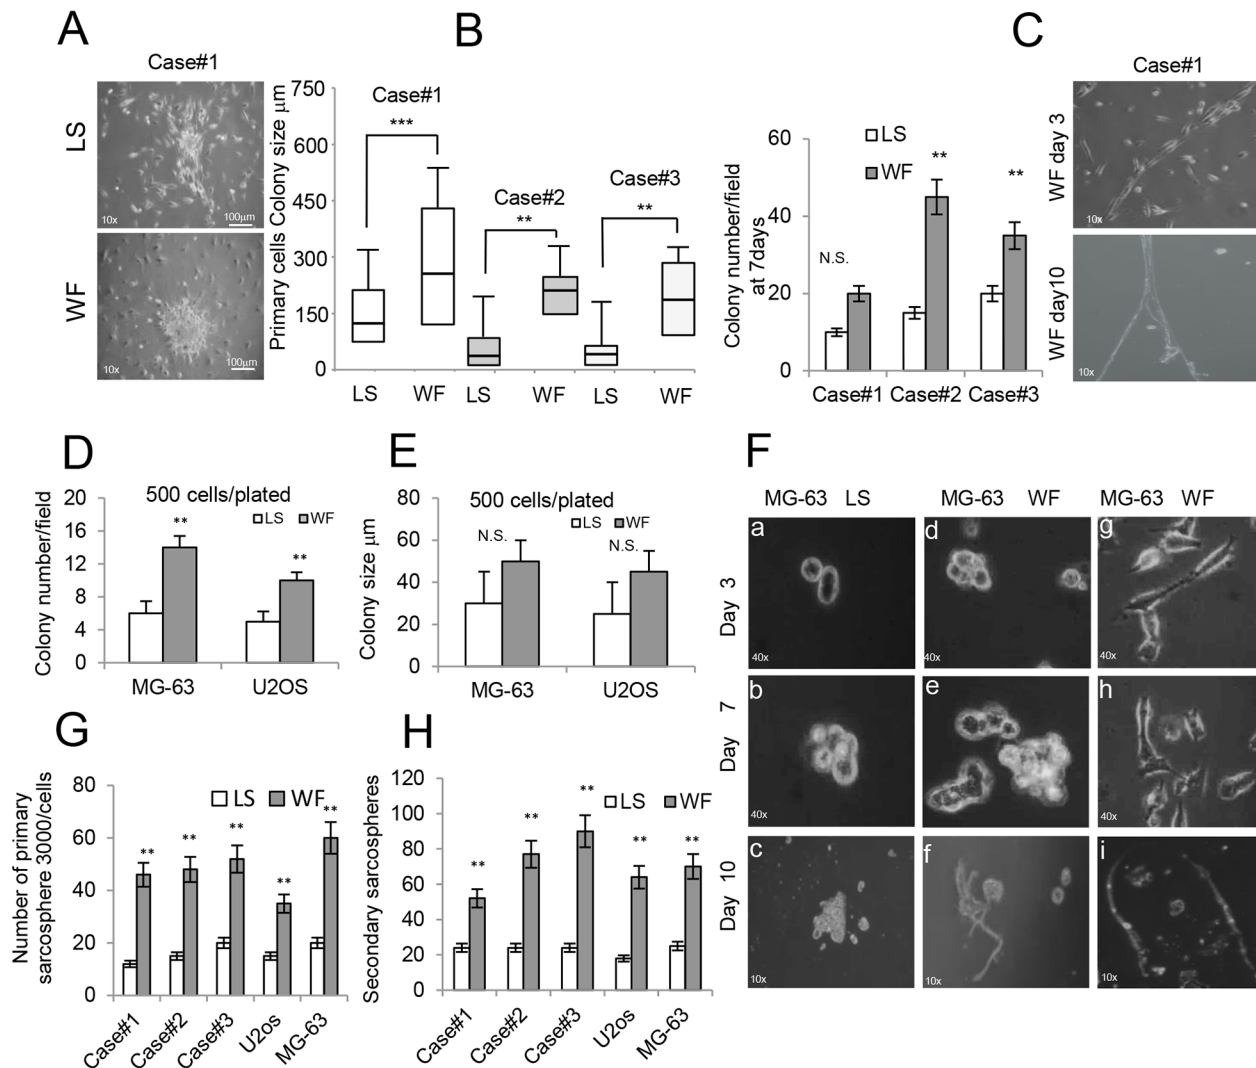 A
B
C
Case#1
LS
10x
100μm
WF
10x
100μm
Primary cells Colony size μm
750
600
450
300
150
0
Case#1
***
Case#2
**
Case#3
**
LS WF LS WF LS WF
Colony number/field
at 7days
60
40
20
0
LS
WF
N.S.
**
**
Case#1 Case#2 Case#3
Case#1
WF day 3
10x
WF day10
10x
D
500 cells/plated
LS WF
Colony number/field
20
16
12
8
4
0
**
**
MG-63 U2OS
E
500 cells/plated
LS WF
Colony size μm
80
60
40
20
0
N.S.
N.S.
MG-63 U2OS
F
MG-63 LS
MG-63 WF
MG-63 WF
Day 3
a
40x
d
40x
g
40x
Day 7
b
40x
e
40x
h
40x
Day 10
c
10x
f
10x
i
10x
G
Number of primary
sarcosphere 3000/cells
80
60
40
20
0
LS WF
**
**
**
**
**
Case#1
Case#2
Case#3
U2os
MG-63
H
Secondary sarcospheres
120
100
80
60
40
20
0
LS WF
**
**
**
**
**
Case#1
Case#2
Case#3
U2os
MG-63